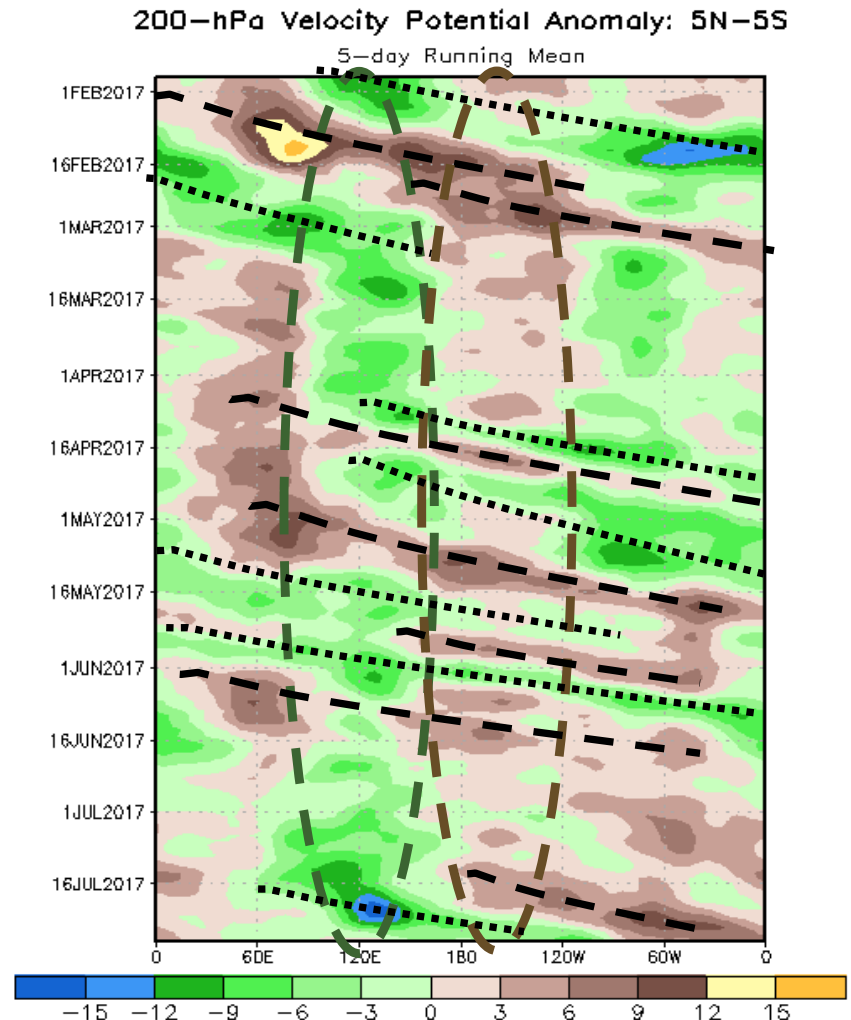 200-hPa Velocity Potential Anomaly: 5N-5S
5-day Running Mean
1FEB2017
16FEB2017
1MAR2017
16MAR2017
1APR2017
16APR2017
1MAY2017
16MAY2017
1JUN2017
16JUN2017
1JUL2017
16JUL2017
0 60E 120E 180 120W 60W 0
-15 -12 -9 -6 -3 0 3 6 9 12 15